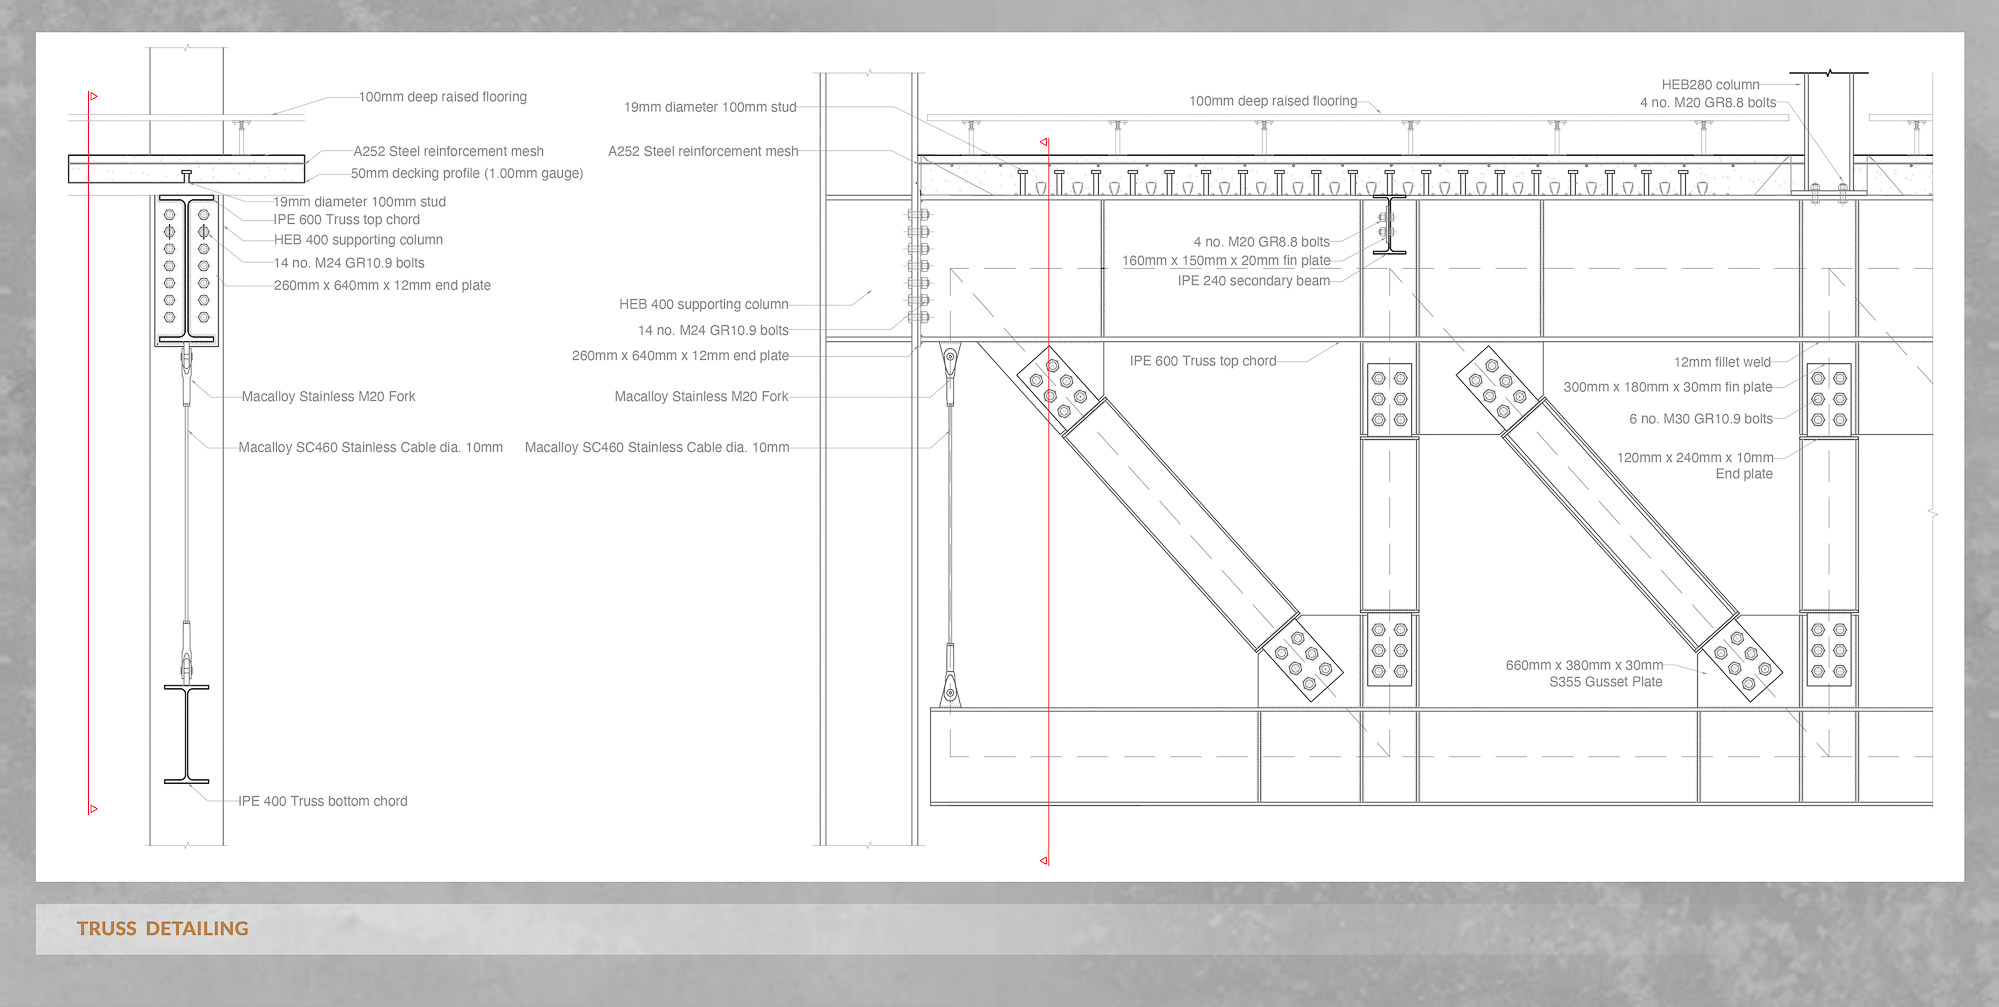 100mm deep raised flooring
A252 Steel reinforcement mesh
50mm decking profile (1.00mm gauge)
19mm diameter 100mm stud
IPE 600 Truss top chord
HEB 400 supporting column
14 no. M24 GR10.9 bolts
260mm x 640mm x 12mm end plate
Macalloy Stainless M20 Fork
Macalloy SC460 Stainless Cable dia. 10mm
IPE 400 Truss bottom chord
19mm diameter 100mm stud
A252 Steel reinforcement mesh
HEB 400 supporting column
14 no. M24 GR10.9 bolts
260mm x 640mm x 12mm end plate
Macalloy Stainless M20 Fork
Macalloy SC460 Stainless Cable dia. 10mm
100mm deep raised flooring
4 no. M20 GR8.8 bolts
160mm x 150mm x 20mm fin plate
IPE 240 secondary beam
IPE 600 Truss top chord
HEB280 column
4 no. M20 GR8.8 bolts
12mm fillet weld
300mm x 180mm x 30mm fin plate
6 no. M30 GR10.9 bolts
120mm x 240mm x 10mm
End plate
660mm x 380mm x 30mm
S355 Gusset Plate
TRUSS DETAILING